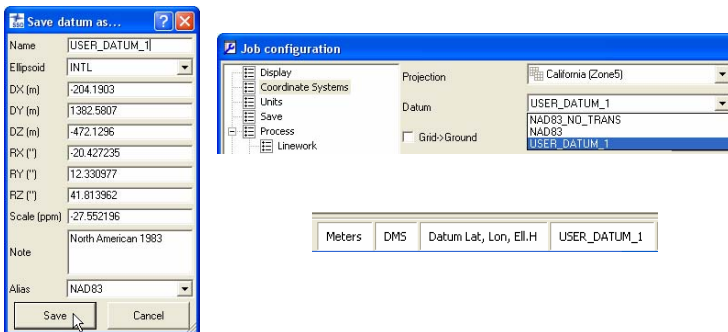 Save datum as...
Name USER_DATUM_1
Ellipsoid INTL
DX (m) -204.1903
DY (m) 1382.5807
DZ (m) -472.1296
RX (") -20.427235
RY (") 12.330977
RZ (") 41.813962
Scale (ppm) -27.552196
Note North American 1983
Alias NAD83
Save Cancel
Job configuration
Display
Coordinate Systems
Units
Save
Process
Linework
Projection California (Zone5)
Datum USER_DATUM_1
NAD83_NO_TRANS
NAD83
USER_DATUM_1
Grid->Ground
Meters DMS Datum Lat, Lon, Ell.H USER_DATUM_1